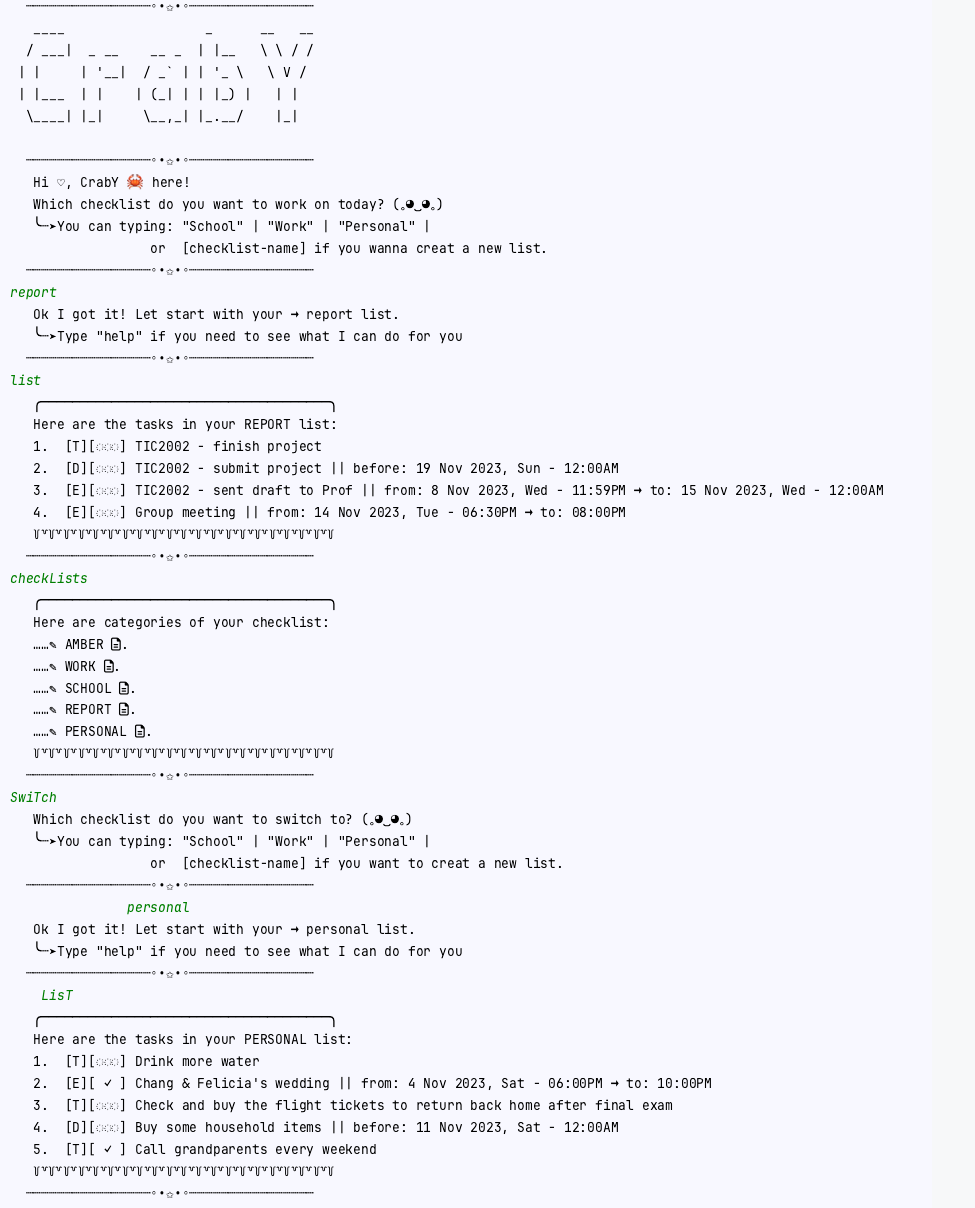 ┈┈┈┈┈┈┈┈┈┈┈┈┈┈┈┈◦•✩•◦┈┈┈┈┈┈┈┈┈┈┈┈┈┈┈┈
  ____                  _      __   __
 / ___|  _ __    __ _  | |__   \ \ / /
| |     | '__|  / _` | | '_ \   \ V /
| |___  | |    | (_| | | |_) |   | |
 \____| |_|     \__,_| |_.__/    |_|
┈┈┈┈┈┈┈┈┈┈┈┈┈┈┈┈◦•✩•◦┈┈┈┈┈┈┈┈┈┈┈┈┈┈┈┈
Hi ♡, CrabY 🦀 here!
Which checklist do you want to work on today? (｡◕‿◕｡)
╰┈➤You can typing: "School" | "Work" | "Personal" |
or  [checklist-name] if you wanna creat a new list.
┈┈┈┈┈┈┈┈┈┈┈┈┈┈┈┈◦•✩•◦┈┈┈┈┈┈┈┈┈┈┈┈┈┈┈┈
report
Ok I got it! Let start with your → report list.
╰┈➤Type "help" if you need to see what I can do for you
┈┈┈┈┈┈┈┈┈┈┈┈┈┈┈┈◦•✩•◦┈┈┈┈┈┈┈┈┈┈┈┈┈┈┈┈
list
Here are the tasks in your REPORT list:
1.  [T][◌◌◌] TIC2002 - finish project
2.  [D][◌◌◌] TIC2002 - submit project || before: 19 Nov 2023, Sun - 12:00AM
3.  [E][◌◌◌] TIC2002 - sent draft to Prof || from: 8 Nov 2023, Wed - 11:59PM → to: 15 Nov 2023, Wed - 12:00AM
4.  [E][◌◌◌] Group meeting || from: 14 Nov 2023, Tue - 06:30PM → to: 08:00PM
┈┈┈┈┈┈┈┈┈┈┈┈┈┈┈┈◦•✩•◦┈┈┈┈┈┈┈┈┈┈┈┈┈┈┈┈
checkLists
Here are categories of your checklist:
……✎ AMBER 🖹.
……✎ WORK 🖹.
……✎ SCHOOL 🖹.
……✎ REPORT 🖹.
……✎ PERSONAL 🖹.
┈┈┈┈┈┈┈┈┈┈┈┈┈┈┈┈◦•✩•◦┈┈┈┈┈┈┈┈┈┈┈┈┈┈┈┈
SwiTch
Which checklist do you want to switch to? (｡◕‿◕｡)
╰┈➤You can typing: "School" | "Work" | "Personal" |
or  [checklist-name] if you want to creat a new list.
┈┈┈┈┈┈┈┈┈┈┈┈┈┈┈┈◦•✩•◦┈┈┈┈┈┈┈┈┈┈┈┈┈┈┈┈
personal
Ok I got it! Let start with your → personal list.
╰┈➤Type "help" if you need to see what I can do for you
┈┈┈┈┈┈┈┈┈┈┈┈┈┈┈┈◦•✩•◦┈┈┈┈┈┈┈┈┈┈┈┈┈┈┈┈
LisT
Here are the tasks in your PERSONAL list:
1.  [T][◌◌◌] Drink more water
2.  [E][ ✓ ] Chang & Felicia's wedding || from: 4 Nov 2023, Sat - 06:00PM → to: 10:00PM
3.  [T][◌◌◌] Check and buy the flight tickets to return back home after final exam
4.  [D][◌◌◌] Buy some household items || before: 11 Nov 2023, Sat - 12:00AM
5.  [T][ ✓ ] Call grandparents every weekend
┈┈┈┈┈┈┈┈┈┈┈┈┈┈┈┈◦•✩•◦┈┈┈┈┈┈┈┈┈┈┈┈┈┈┈┈